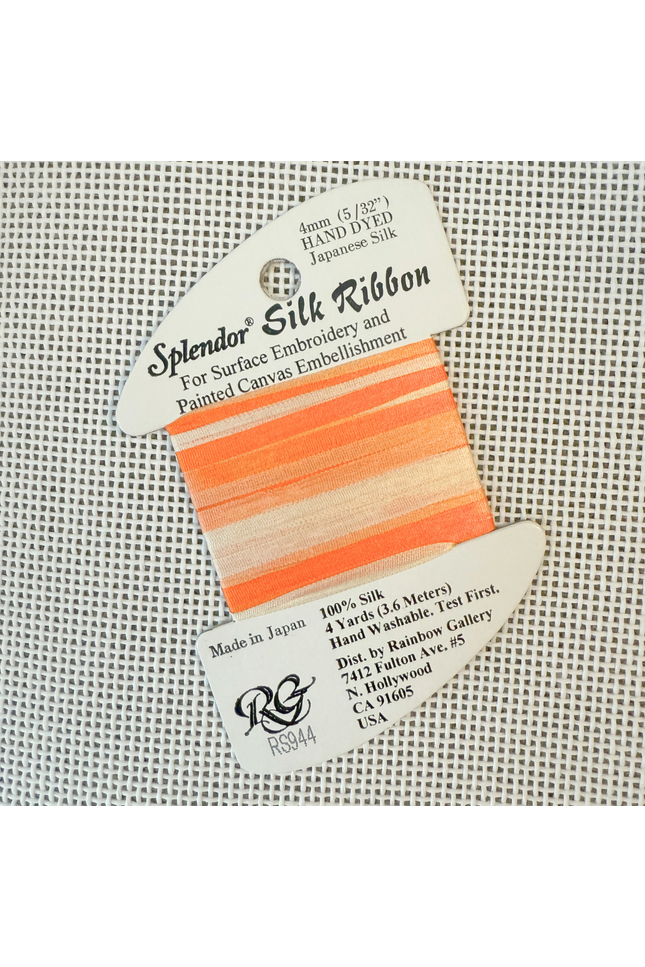 4mm (5/32")
HAND DYED
Japanese Silk
Splendor® Silk Ribbon
For Surface Embroidery and
Painted Canvas Embellishment
Made in Japan
100% Silk
4 Yards (3.6 Meters)
Hand Washable. Test First.
Dist. by Rainbow Gallery
7412 Fulton Ave. #5
N. Hollywood
CA 91605
USA
RG
RS944